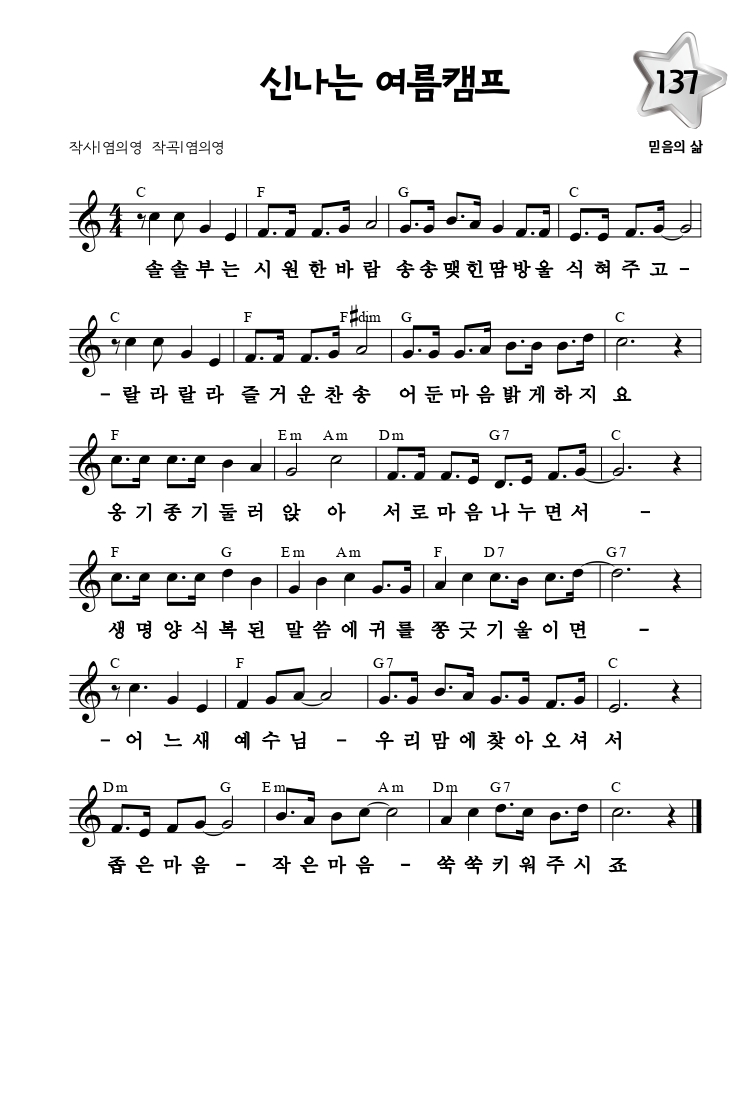 신나는 여름캠프
137
작사|염의영 작곡|염의영
믿음의 삶
C F G C
솔솔부는 시원한바람 송송맺힌땀방울 식혀주고-
C F F#dim G C
-랄라랄라 즐거운찬송 어둔마음밝게하지요
F Em Am Dm G7 C
옹기종기둘러 앉 아 서로마음나누면서 -
F G Em Am F D7 G7
생명양식복된 말씀에귀를 쫑긋기울이면 -
C F G7 C
-어 느새 예수님 - 우리맘에찾아오셔 서
Dm G Em Am Dm G7 C
좁은마음 - 작은마음 - 쑥쑥키워주시 죠